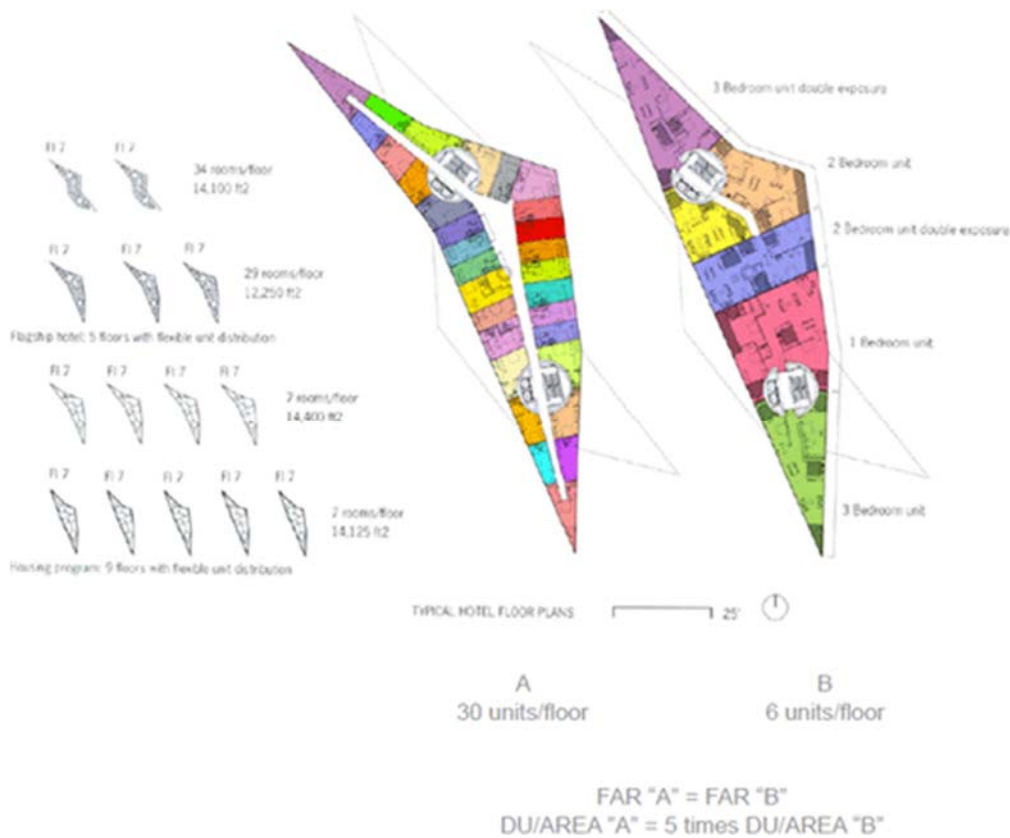 Fl 7 Fl 7
34 rooms/floor
14,100 ft2
Fl 7 Fl 7 Fl 7
29 rooms/floor
12,250 ft2
Flagship hotel: 5 floors with flexible unit distribution
Fl 7 Fl 7 Fl 7 Fl 7
7 rooms/floor
14,400 ft2
Fl 7 Fl 7 Fl 7 Fl 7 Fl 7
7 rooms/floor
14,125 ft2
Housing program: 9 floors with flexible unit distribution
3 Bedroom unit double exposure
2 Bedroom unit
2 Bedroom unit double exposure
1 Bedroom unit
3 Bedroom unit
TYPICAL HOTEL FLOOR PLANS
25'
A
30 units/floor
B
6 units/floor
FAR "A" = FAR "B"
DU/AREA "A" = 5 times DU/AREA "B"